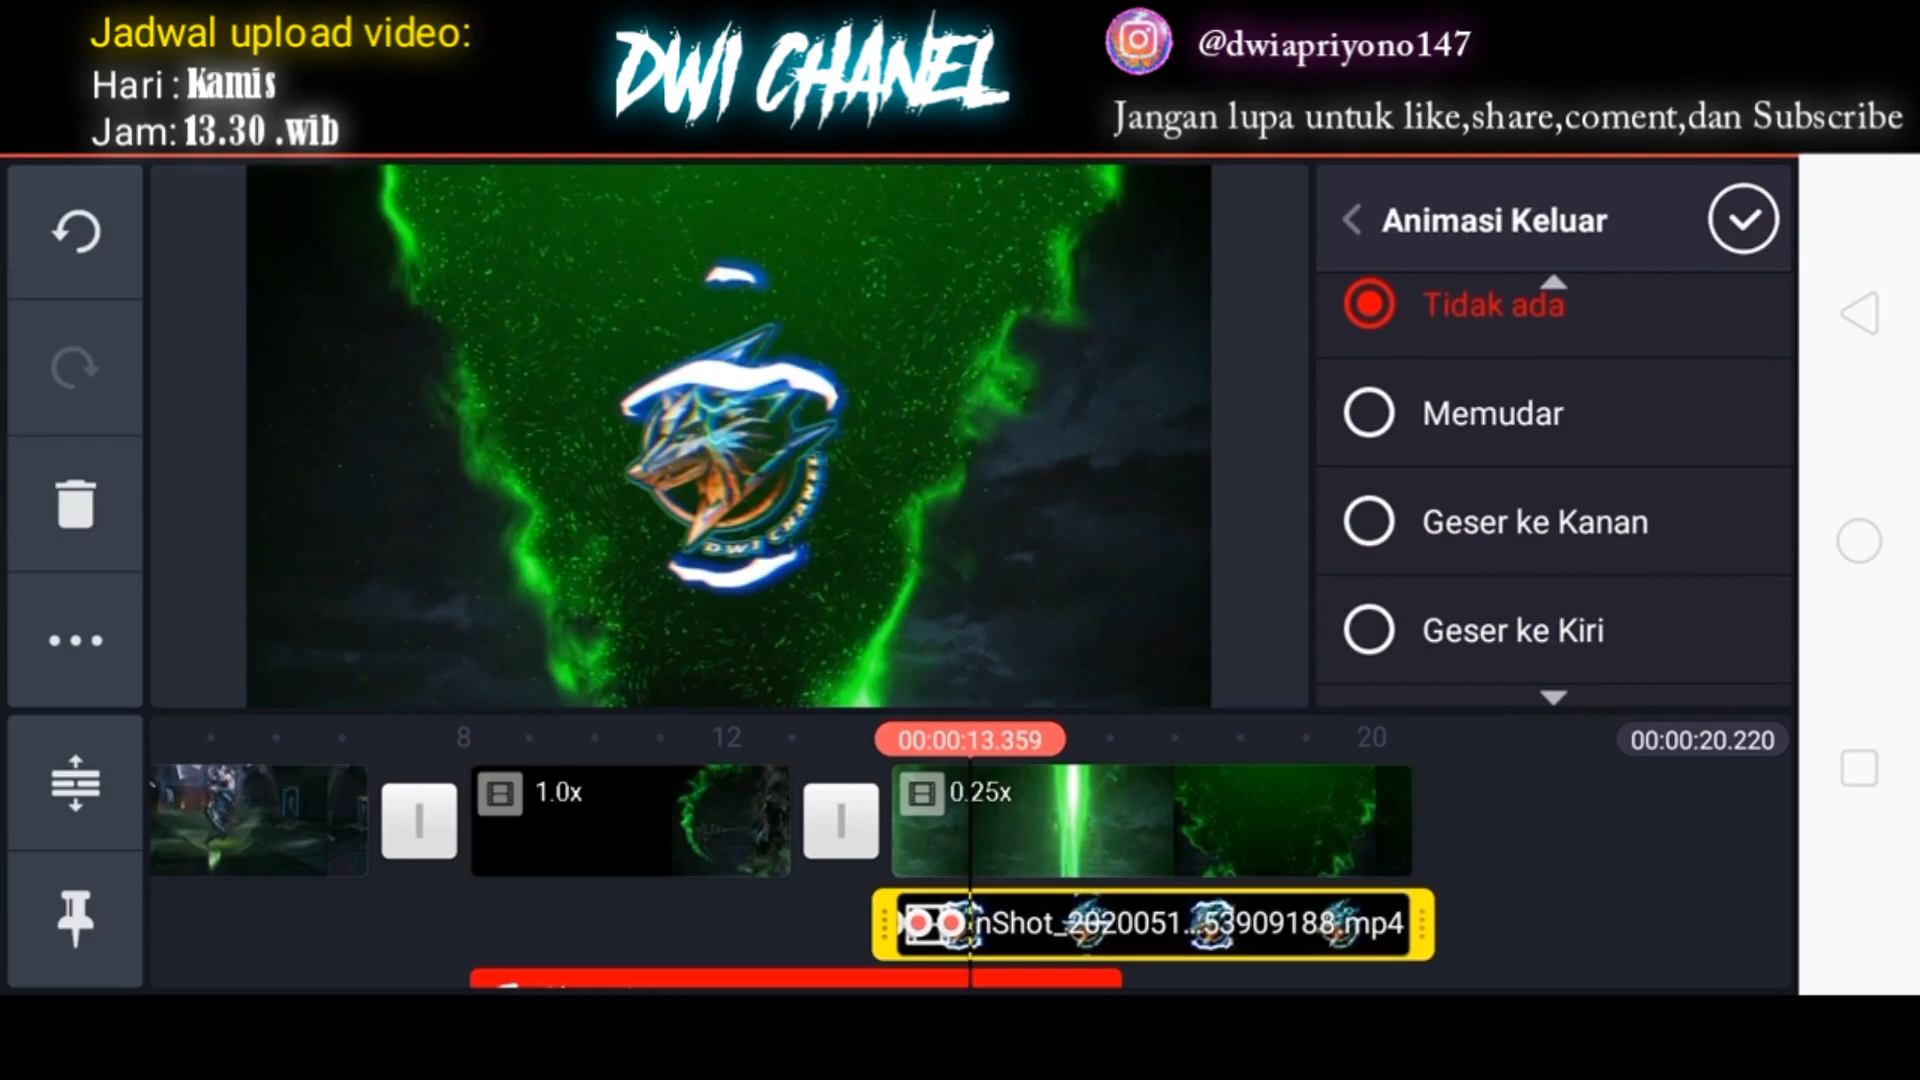 Jadwal upload video:
Hari : Kamis
Jam: 13.30 .wib
DWI CHANEL
@dwiapriyono147
Jangan lupa untuk like,share,coment,dan Subscribe
Animasi Keluar
Tidak ada
Memudar
Geser ke Kanan
Geser ke Kiri
DWI CHANEL
8
12
00:00:13.359
20
00:00:20.220
1.0x
0.25x
nShot_2020051...53909188.mp4